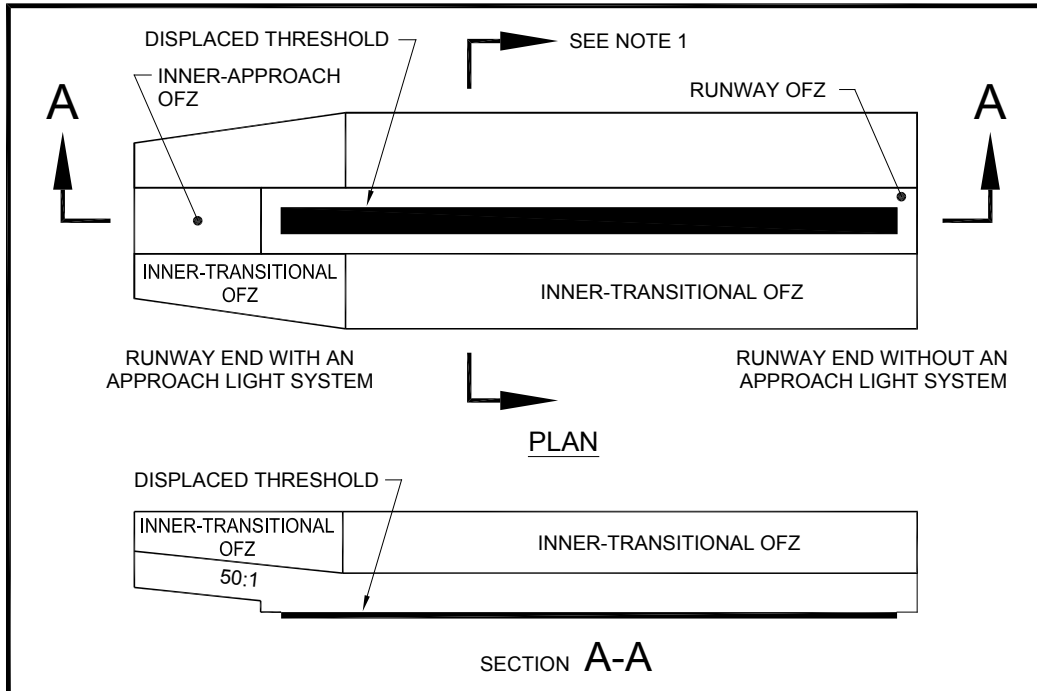 DISPLACED THRESHOLD
SEE NOTE 1
INNER-APPROACH
OFZ
RUNWAY OFZ
A
A
INNER-TRANSITIONAL
OFZ
INNER-TRANSITIONAL OFZ
RUNWAY END WITH AN
APPROACH LIGHT SYSTEM
RUNWAY END WITHOUT AN
APPROACH LIGHT SYSTEM
PLAN
DISPLACED THRESHOLD
INNER-TRANSITIONAL
OFZ
INNER-TRANSITIONAL OFZ
50:1
SECTION A-A